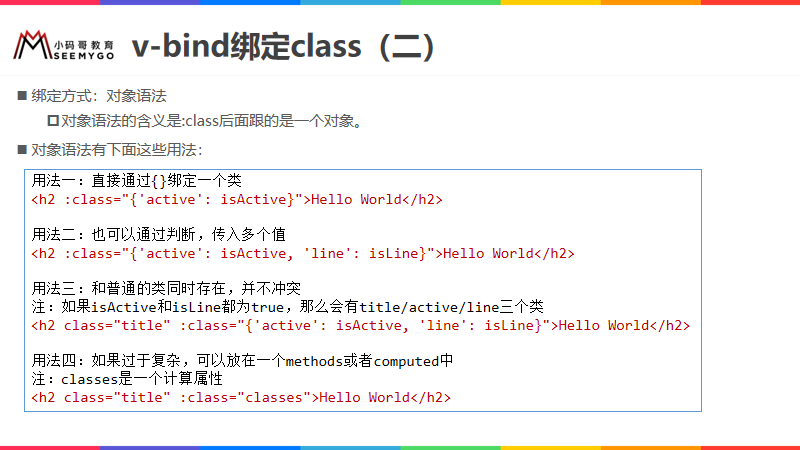 小码哥教育
SEEMYGO
v-bind绑定class（二）
绑定方式：对象语法
对象语法的含义是:class后面跟的是一个对象。
对象语法有下面这些用法：
用法一：直接通过{}绑定一个类
<h2 :class="{'active': isActive}">Hello World</h2>
用法二：也可以通过判断，传入多个值
<h2 :class="{'active': isActive, 'line': isLine}">Hello World</h2>
用法三：和普通的类同时存在，并不冲突
注：如果isActive和isLine都为true，那么会有title/active/line三个类
<h2 class="title" :class="{'active': isActive, 'line': isLine}">Hello World</h2>
用法四：如果过于复杂，可以放在一个methods或者computed中
注：classes是一个计算属性
<h2 class="title" :class="classes">Hello World</h2>